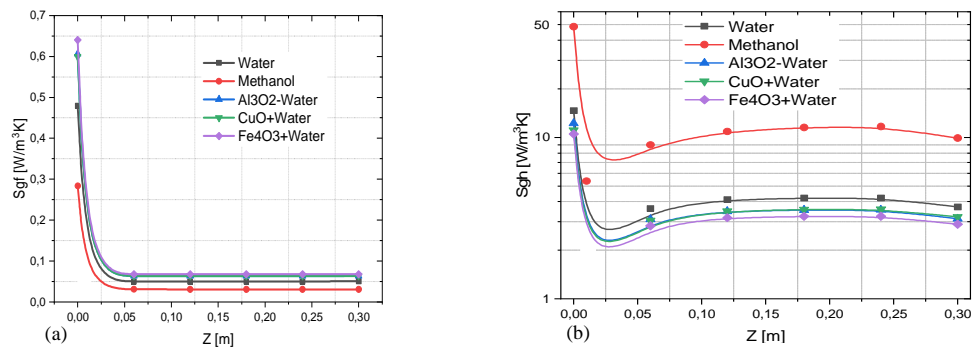 (a)
0,7
0,6
0,5
0,4
0,3
0,2
0,1
0,0
Sgf [W/m³K]
Water
Methanol
Al3O2-Water
CuO+Water
Fe4O3+Water
0,00 0,05 0,10 0,15 0,20 0,25 0,30
Z [m]
(a)
50
10
1
Sgh [W/m³K]
Water
Methanol
Al3O2-Water
CuO+Water
Fe4O3+Water
0,00 0,05 0,10 0,15 0,20 0,25 0,30
Z [m]
(b)